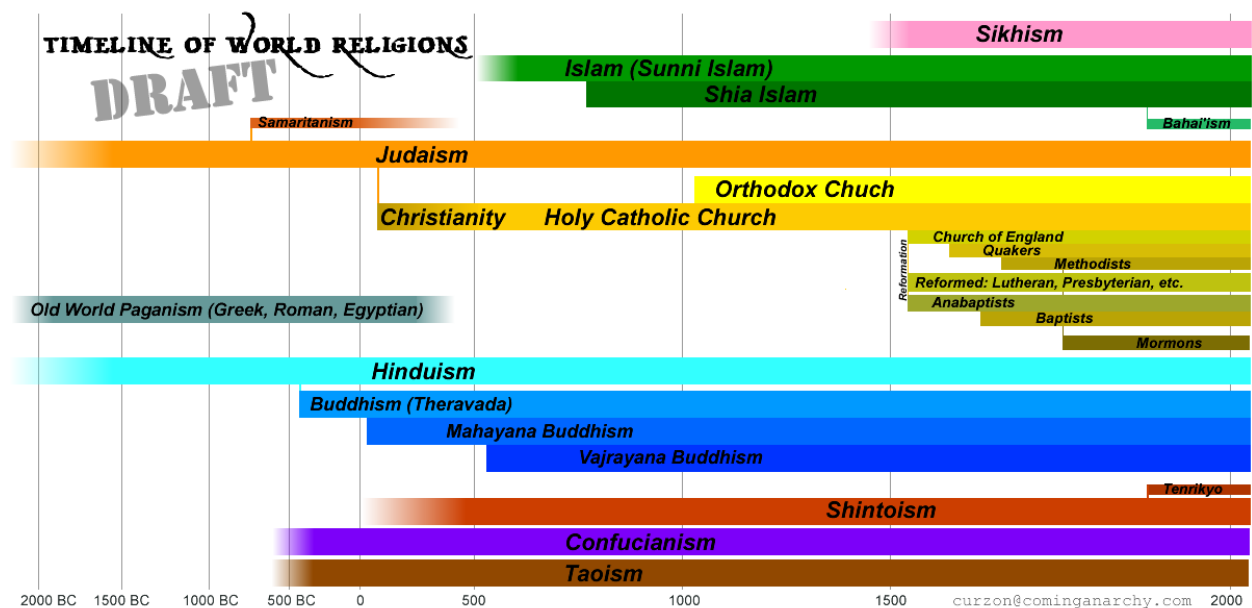 TIMELINE OF WORLD RELIGIONS
DRAFT
Sikhism
Islam (Sunni Islam)
Shia Islam
Samaritanism
Bahai'ism
Judaism
Orthodox Chuch
Christianity
Holy Catholic Church
Church of England
Quakers
Methodists
Reformation
Reformed: Lutheran, Presbyterian, etc.
Anabaptists
Old World Paganism (Greek, Roman, Egyptian)
Baptists
Mormons
Hinduism
Buddhism (Theravada)
Mahayana Buddhism
Vajrayana Buddhism
Tenrikyo
Shintoism
Confucianism
Taoism
2000 BC 1500 BC 1000 BC 500 BC 0 500 1000 1500 2000
curzon@cominganarchy.com